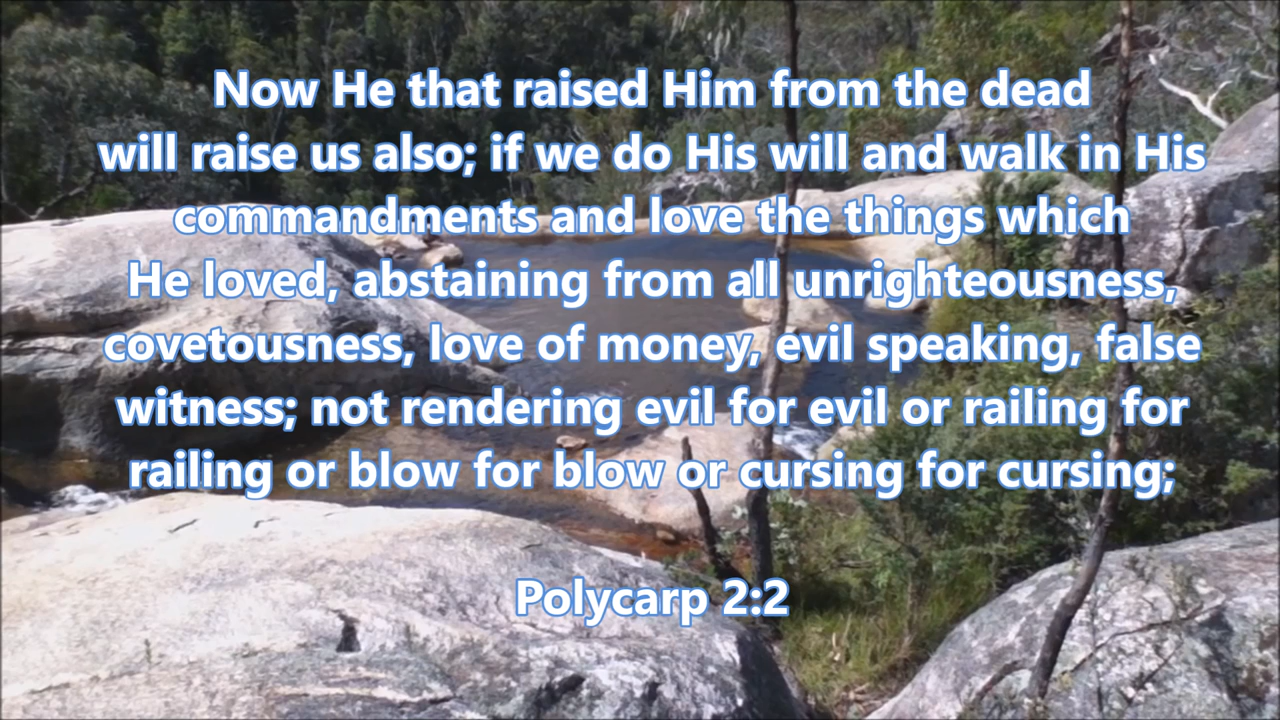 Now He that raised Him from the dead
will raise us also; if we do His will and walk in His
commandments and love the things which
He loved, abstaining from all unrighteousness,
covetousness, love of money, evil speaking, false
witness; not rendering evil for evil or railing for
railing or blow for blow or cursing for cursing;
Polycarp 2:2